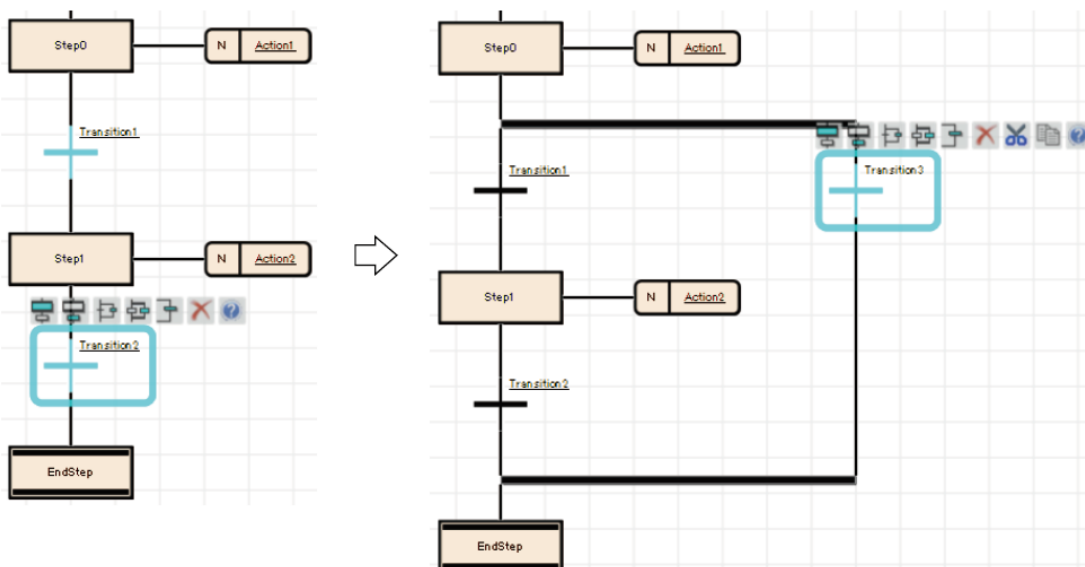 Step0
N Action1
Transition1
Step1
N Action2
?
Transition2
EndStep
Step0
N Action1
?
Transition1
Transition3
Step1
N Action2
Transition2
EndStep